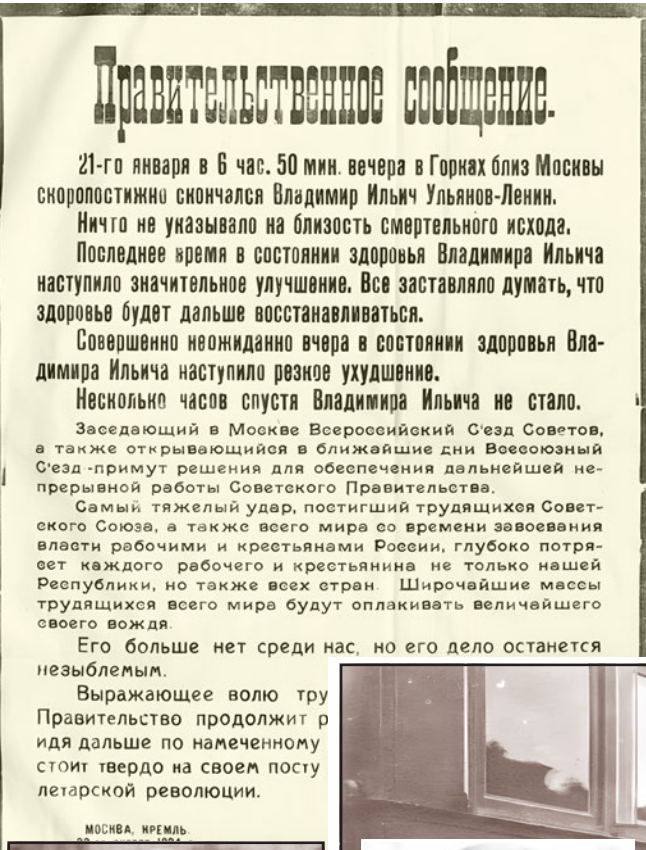 Правительственное сообщение.
21-го января в 6 час. 50 мин. вечера в Горках близ Москвы
скоропостижно скончался Владимир Ильич Ульянов-Ленин.
Ничто не указывало на близость смертельного исхода.
Последнее время в состоянии здоровья Владимира Ильича
наступило значительное улучшение. Все заставляло думать, что
здоровье будет дальше восстанавливаться.
Совершенно неожиданно вчера в состоянии здоровья Вла-
димира Ильича наступило резкое ухудшение.
Несколько часов спустя Владимира Ильича не стало.
Заседающий в Москве Всероссийский С'езд Советов,
а также открывающийся в ближайшие дни Всесоюзный
С'езд-примут решения для обеспечения дальнейшей не-
прерывной работы Советского Правительства.
Самый тяжелый удар, постигший трудящихся Совет-
ского Союза, а также всего мира со времени завоевания
власти рабочими и крестьянами России, глубоко потря-
сет каждого рабочего и крестьянина не только нашей
Республики, но также всех стран. Широчайшие массы
трудящихся всего мира будут оплакивать величайшего
своего вождя.
Его больше нет среди нас, но его дело останется
незыблемым.
Выражающее волю тру
Правительство продолжит р
идя дальше по намеченному
стоит твердо на своем посту
летарской революции.
МОСКВА, КРЕМЛЬ.